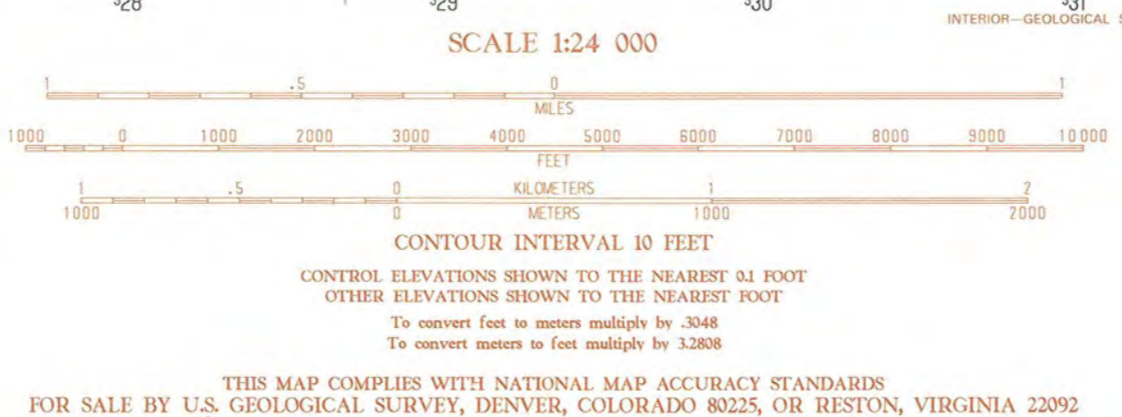 ³28 ³29 ³30 ³31
INTERIOR—GEOLOGICAL
SCALE 1:24 000
1 .5 0 1
MILES
1000 0 1000 2000 3000 4000 5000 6000 7000 8000 9000 10 000
FEET
1 .5 0 KILOMETERS 1 2
1000 0 METERS 1000 2000
CONTOUR INTERVAL 10 FEET
CONTROL ELEVATIONS SHOWN TO THE NEAREST 0.1 FOOT
OTHER ELEVATIONS SHOWN TO THE NEAREST FOOT
To convert feet to meters multiply by .3048
To convert meters to feet multiply by 3.2808
THIS MAP COMPLIES WITH NATIONAL MAP ACCURACY STANDARDS
FOR SALE BY U.S. GEOLOGICAL SURVEY, DENVER, COLORADO 80225, OR RESTON, VIRGINIA 22092